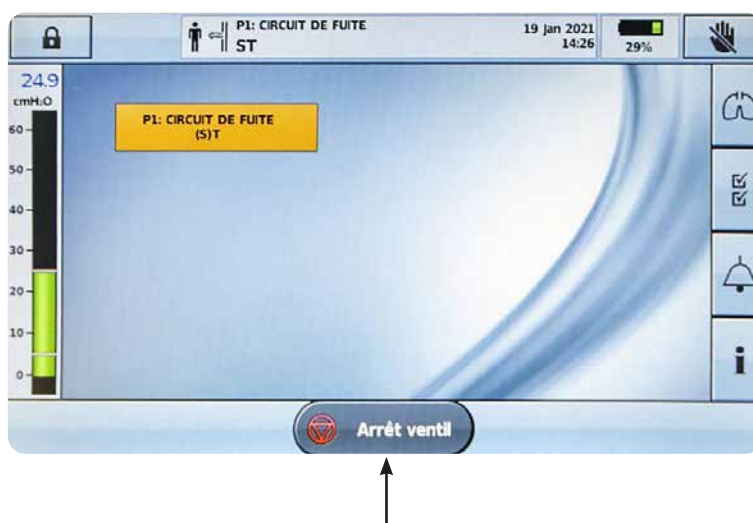 P1: CIRCUIT DE FUITE
ST
19 Jan 2021
14:26
29%
24.9
cmH2O
60
50
40
30
20
10
0
P1: CIRCUIT DE FUITE
(S)T
i
Arrêt ventil